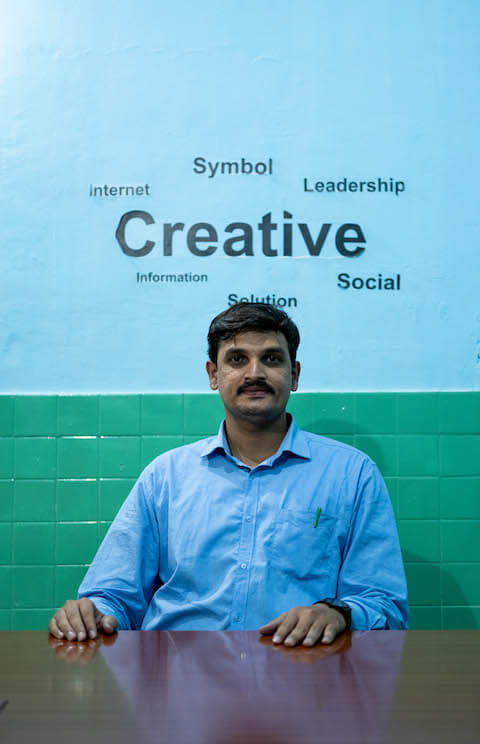 Symbol
internet
Leadership
Creative
Information
Social
Solution